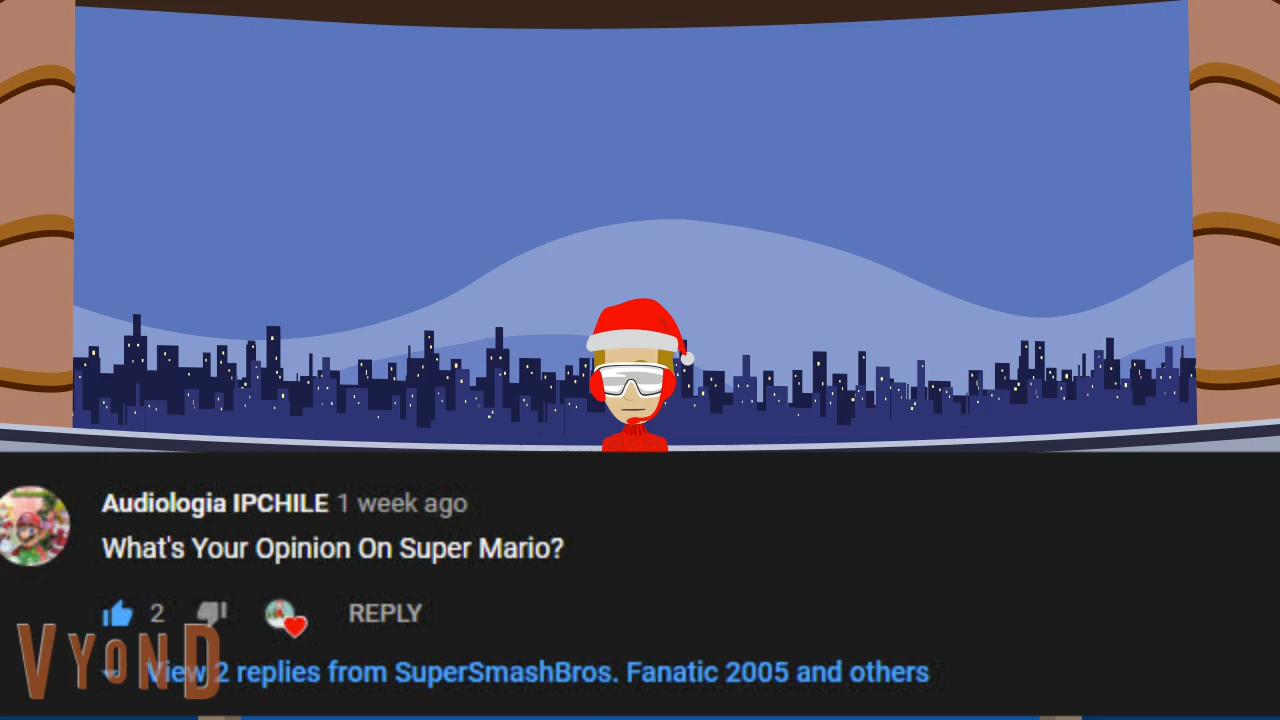 Audiologia IPCHILE 1 week ago
What's Your Opinion On Super Mario?
2 REPLY
VYOND
View 2 replies from SuperSmashBros. Fanatic 2005 and others